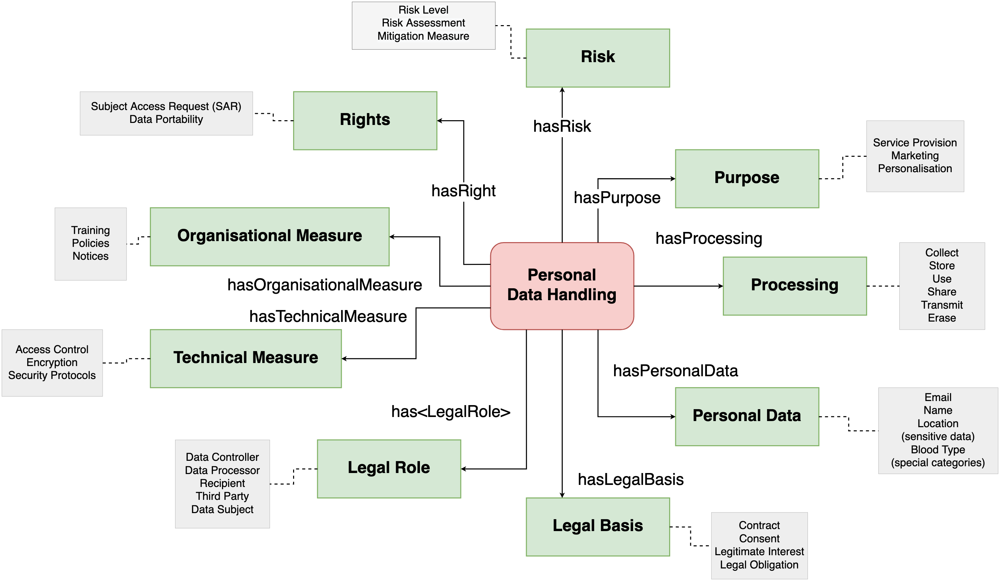 Risk Level
Risk Assessment
Mitigation Measure
Risk
Subject Access Request (SAR)
Data Portability
Rights
hasRisk
Service Provision
Marketing
Personalisation
Purpose
hasRight
hasPurpose
Training
Policies
Notices
Organisational Measure
hasProcessing
Collect
Store
Use
Share
Transmit
Erase
Processing
Personal
Data Handling
hasOrganisationalMeasure
hasTechnicalMeasure
Access Control
Encryption
Security Protocols
Technical Measure
hasPersonalData
Email
Name
Location
(sensitive data)
Blood Type
(special categories)
Personal Data
has<LegalRole>
Data Controller
Data Processor
Recipient
Third Party
Data Subject
Legal Role
hasLegalBasis
Legal Basis
Contract
Consent
Legitimate Interest
Legal Obligation